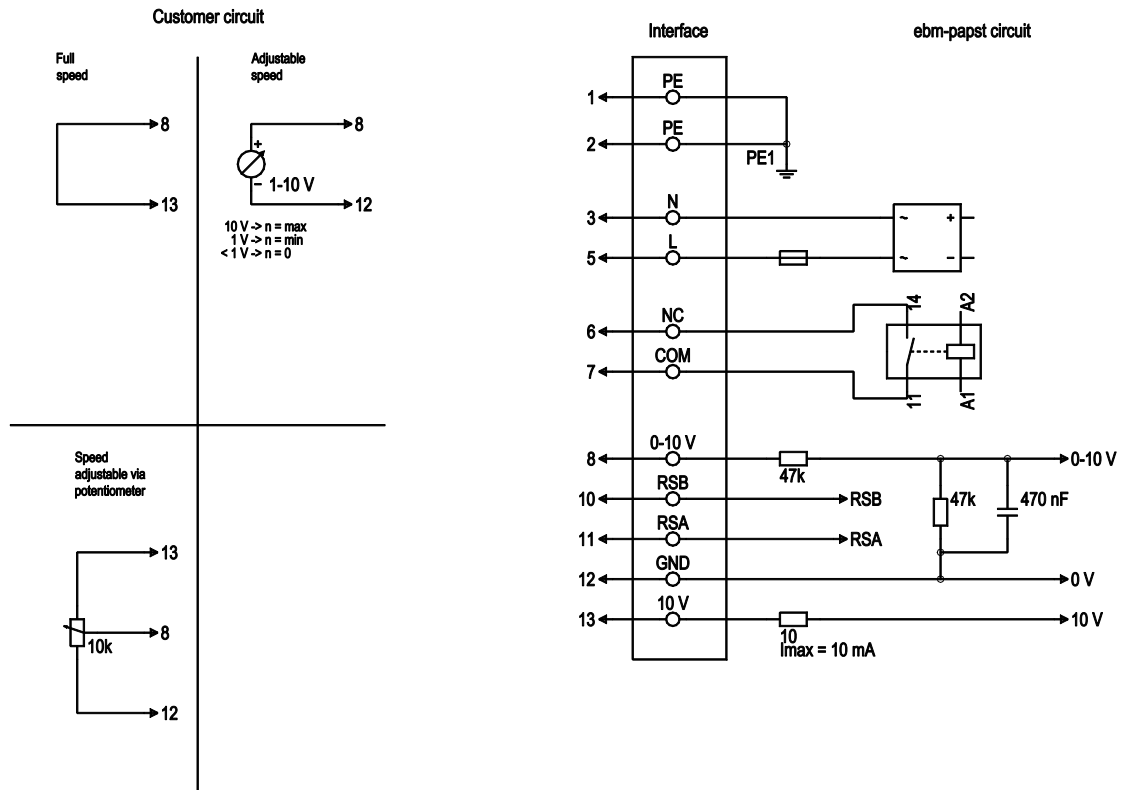 Customer circuit
Full
speed
8
13
Adjustable
speed
8
+
–
1-10 V
12
10 V -> n = max
1 V -> n = min
< 1 V -> n = 0
Speed
adjustable via
potentiometer
13
8
10k
12
Interface
ebm-papst circuit
1
PE
2
PE
PE1
3
N
~
+
5
L
~
–
6
NC
14
A2
7
COM
11
A1
8
0-10 V
47k
0-10 V
10
RSB
RSB
47k
470 nF
11
RSA
RSA
12
GND
0 V
13
10 V
10
Imax = 10 mA
10 V